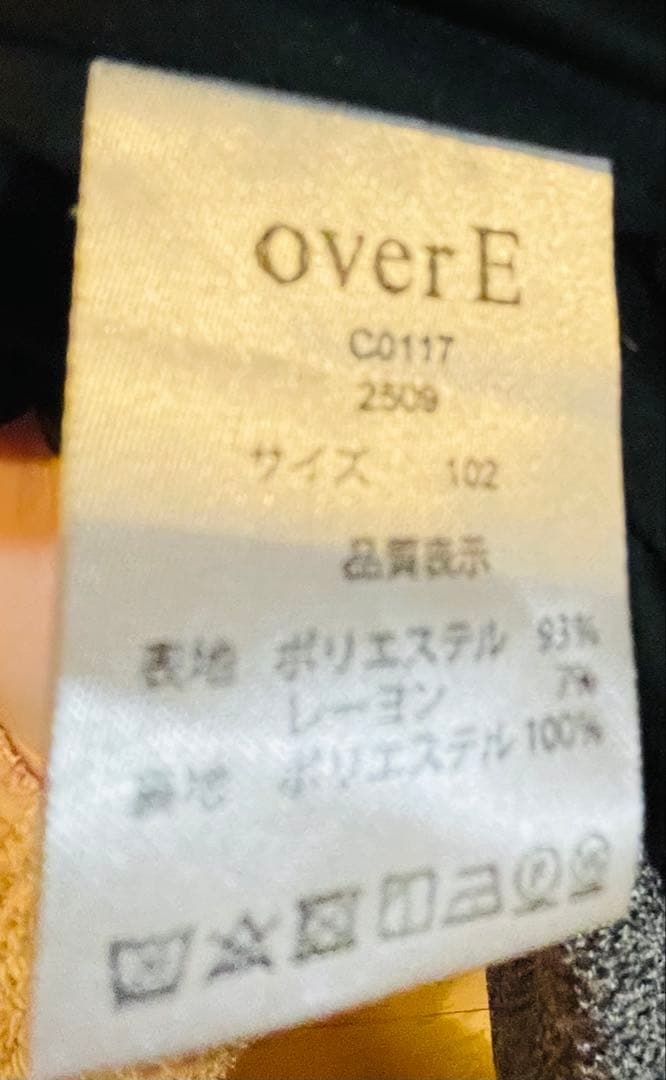 overE
C0117
2509
サイズ 102
品質表示
表地 ポリエステル 93%
レーヨン 7%
裏地 ポリエステル 100%